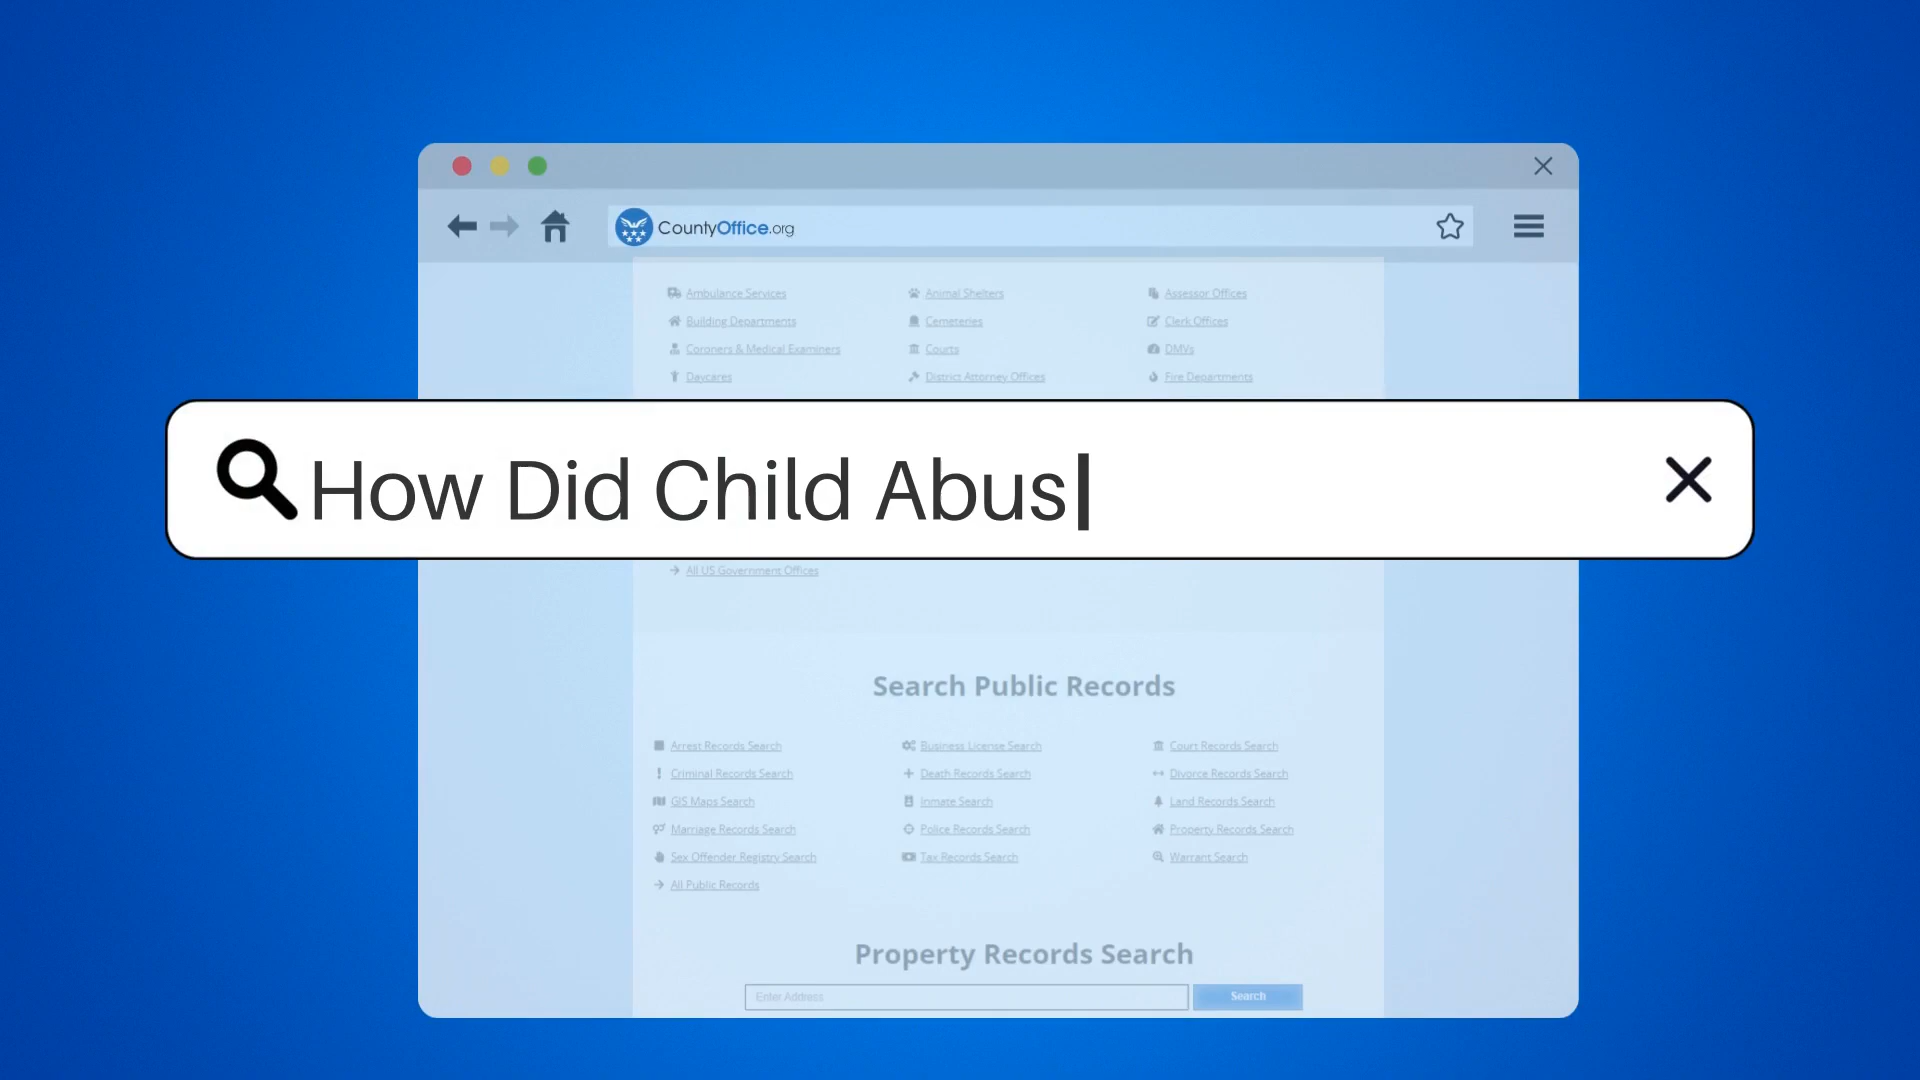 CountyOffice.org
Ambulance Services Animal Shelters Assessor Offices
Building Departments Cemeteries Clerk Offices
Coroners & Medical Examiners Courts DMVs
Daycares District Attorney Offices Fire Departments
How Did Child Abus
All US Government Offices
Search Public Records
Arrest Records Search Business License Search Court Records Search
Criminal Records Search Death Records Search Divorce Records Search
GIS Maps Search Inmate Search Land Records Search
Marriage Records Search Police Records Search Property Records Search
Sex Offender Registry Search Tax Records Search Warrant Search
All Public Records
Property Records Search
Enter Address Search